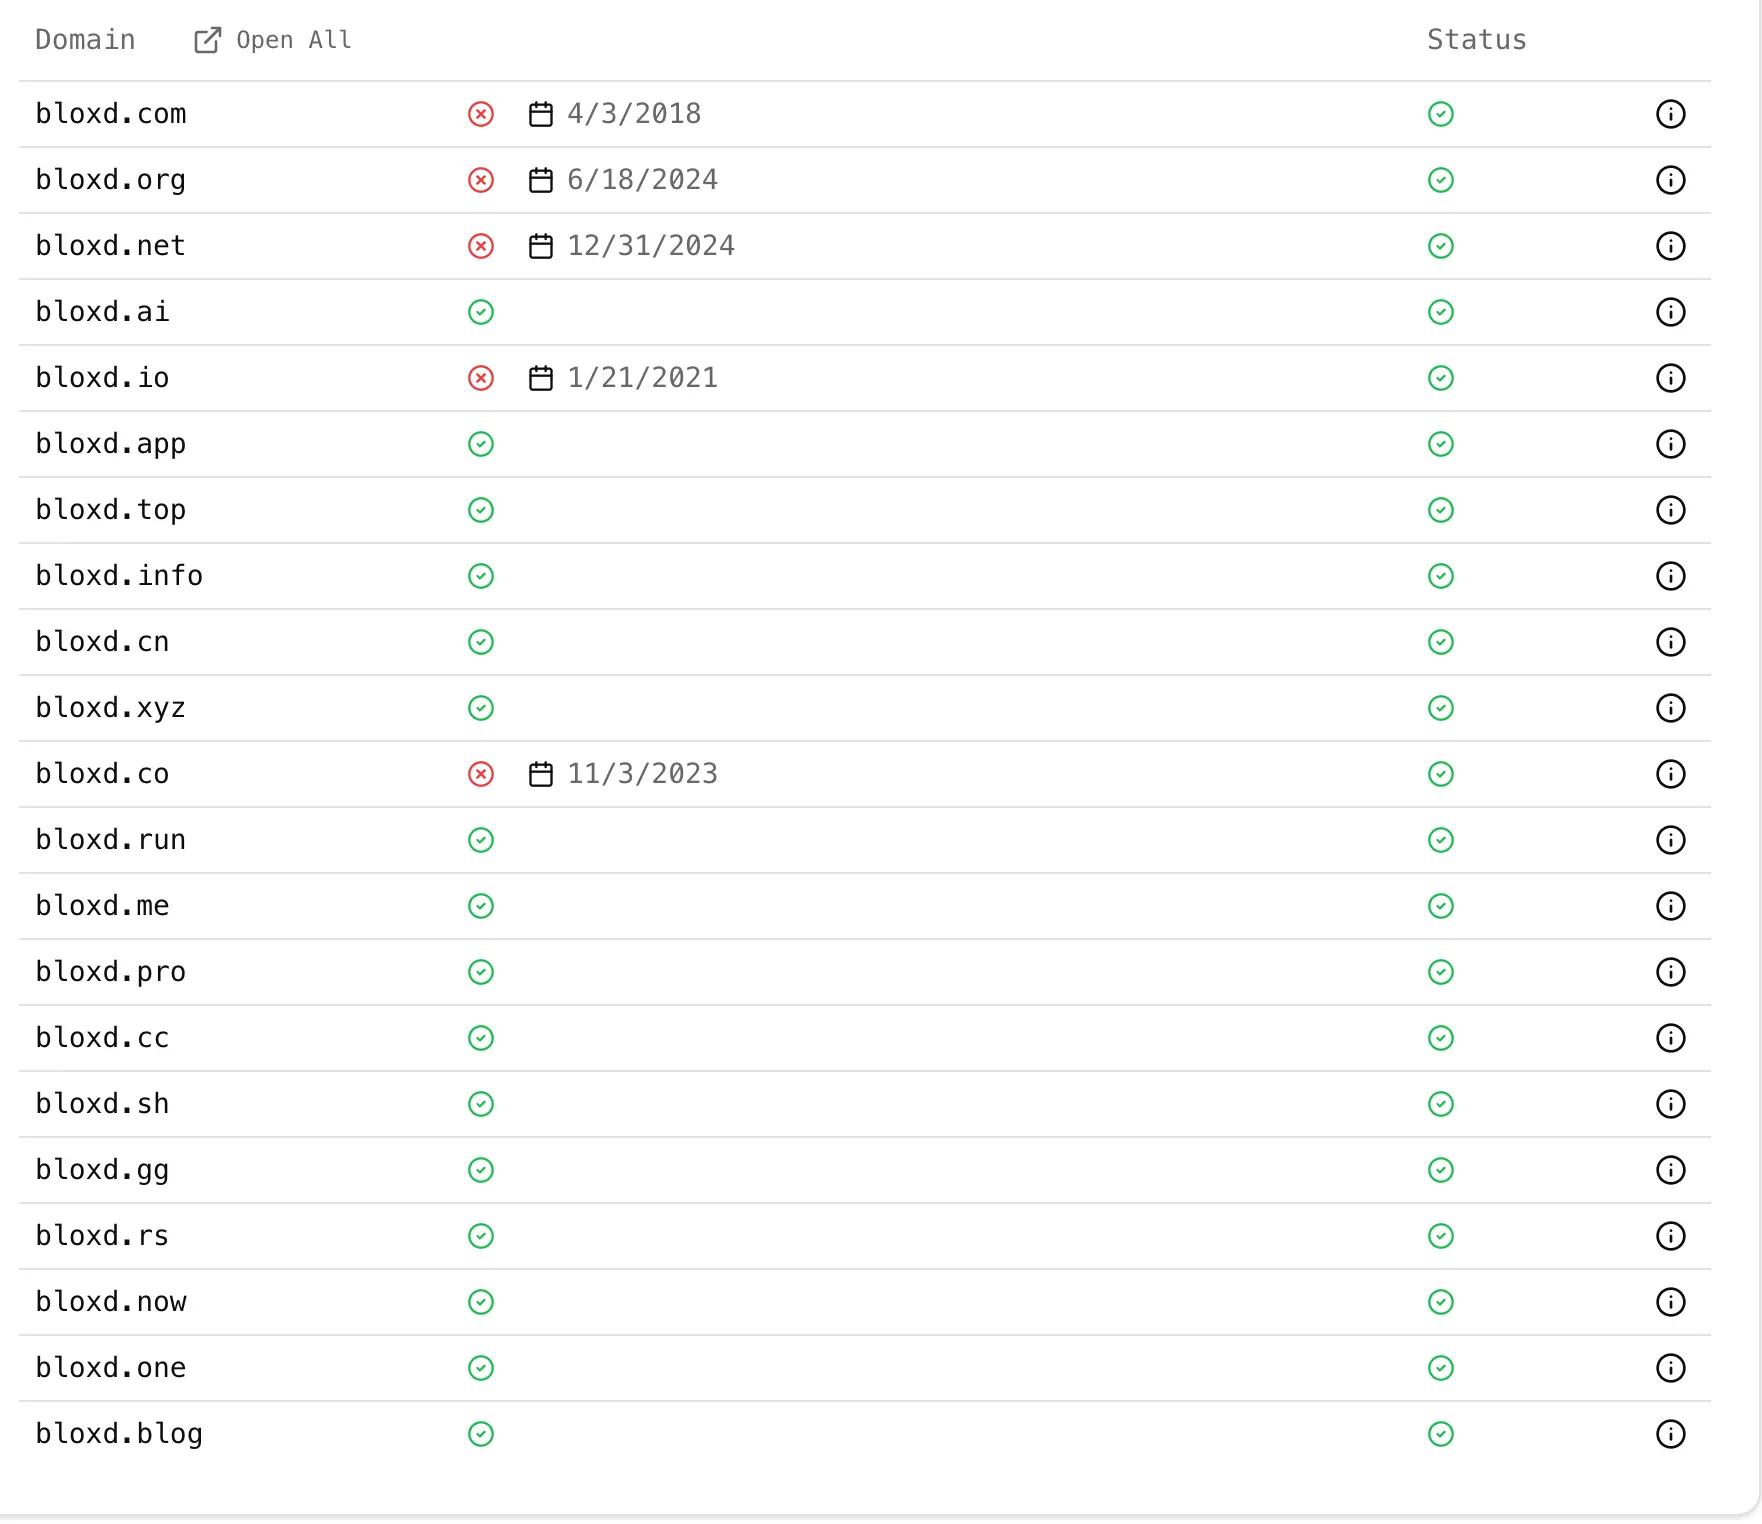 Domain Open All Status
bloxd.com 4/3/2018
bloxd.org 6/18/2024
bloxd.net 12/31/2024
bloxd.ai
bloxd.io 1/21/2021
bloxd.app
bloxd.top
bloxd.info
bloxd.cn
bloxd.xyz
bloxd.co 11/3/2023
bloxd.run
bloxd.me
bloxd.pro
bloxd.cc
bloxd.sh
bloxd.gg
bloxd.rs
bloxd.now
bloxd.one
bloxd.blog